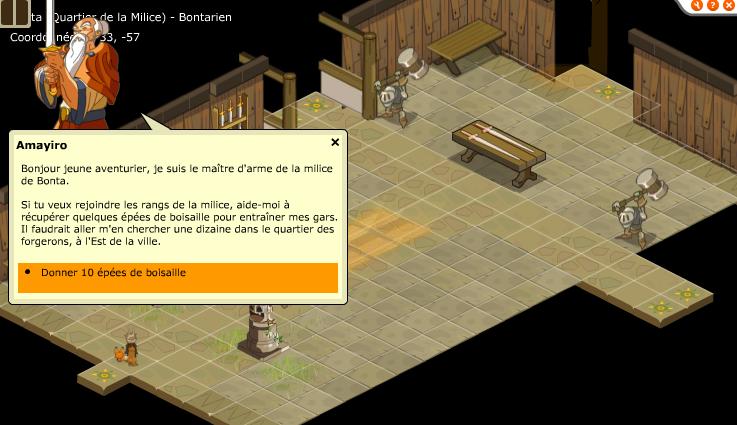 ta (Quartier de la Milice) - Bontarien
Coordonnées 33, -57
Amayiro
Bonjour jeune aventurier, je suis le maître d'arme de la milice
de Bonta.
Si tu veux rejoindre les rangs de la milice, aide-moi à
récupérer quelques épées de boisaille pour entraîner mes gars.
Il faudrait aller m'en chercher une dizaine dans le quartier des
forgerons, à l'Est de la ville.
Donner 10 épées de boisaille